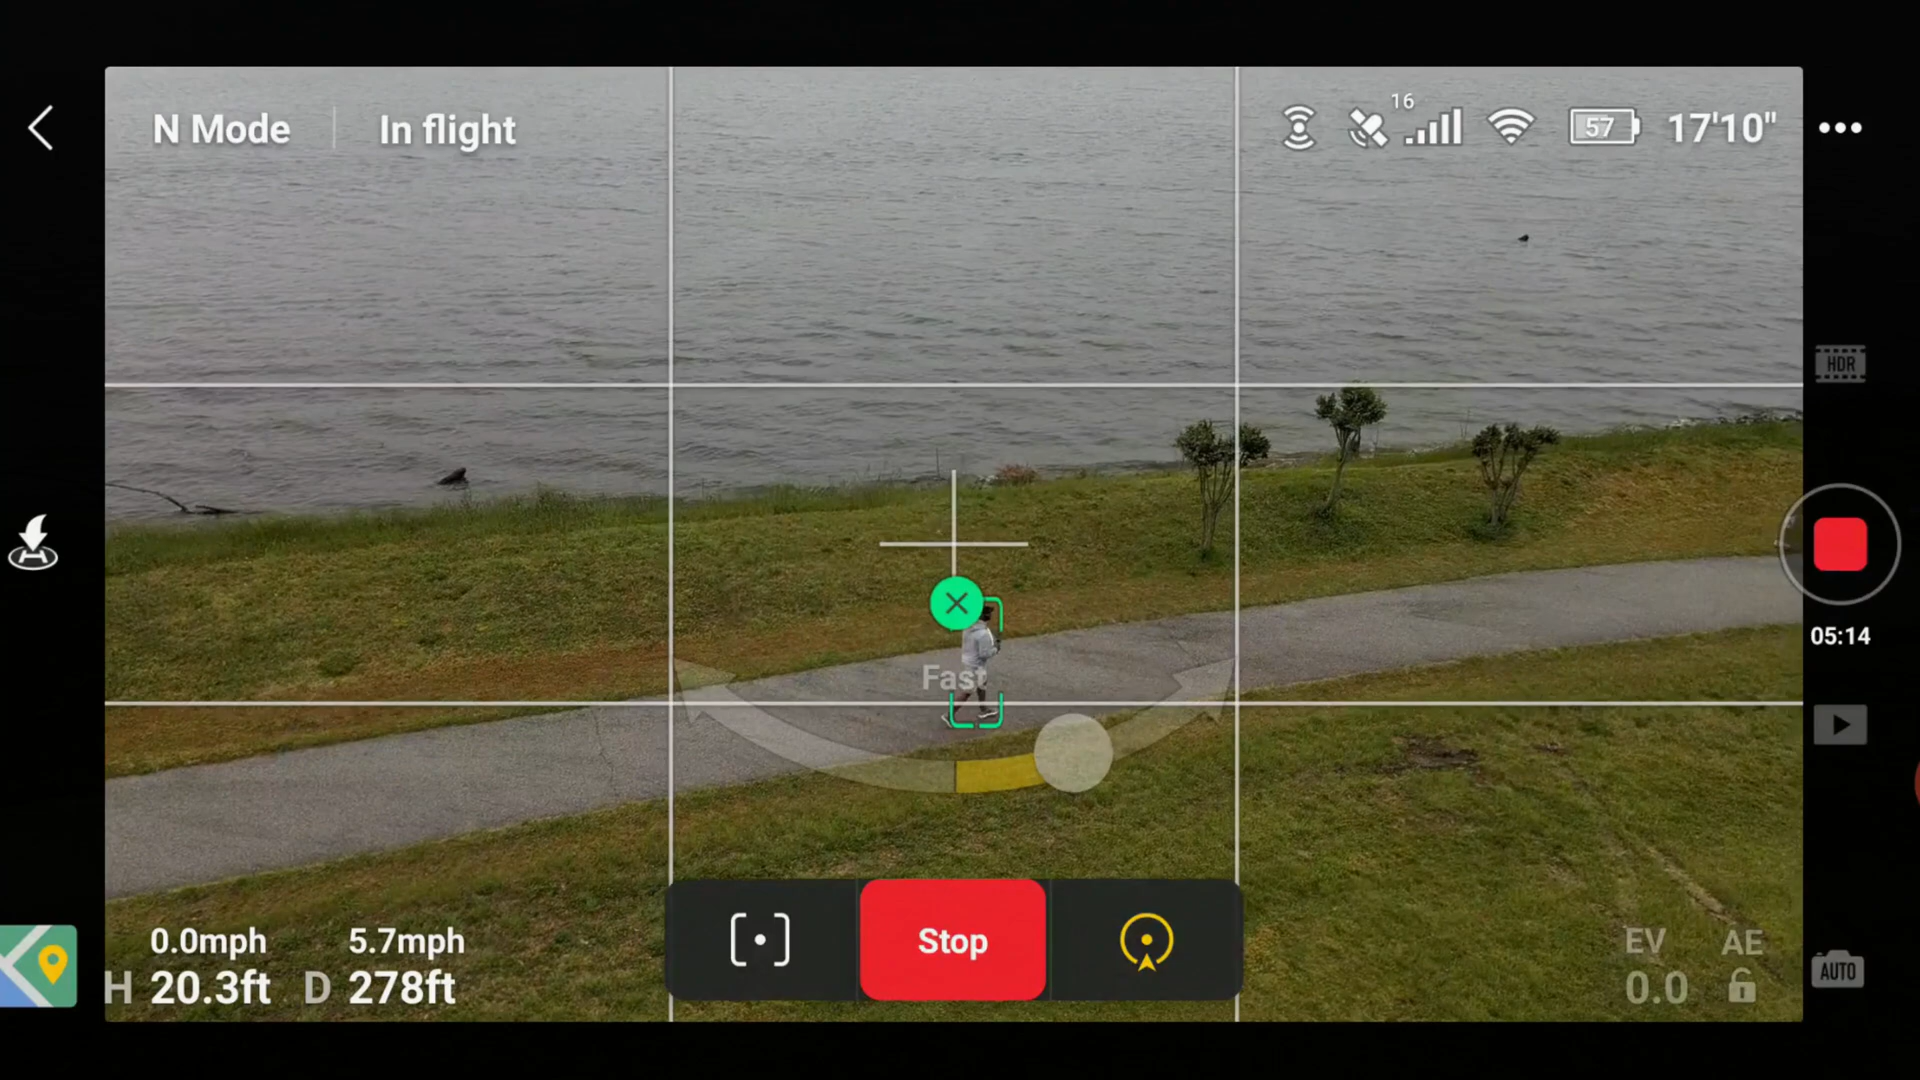 N Mode
In flight
16
57
17'10"
HDR
05:14
Fast
Stop
0.0mph
5.7mph
H 20.3ft
D 278ft
EV
0.0
AE
AUTO